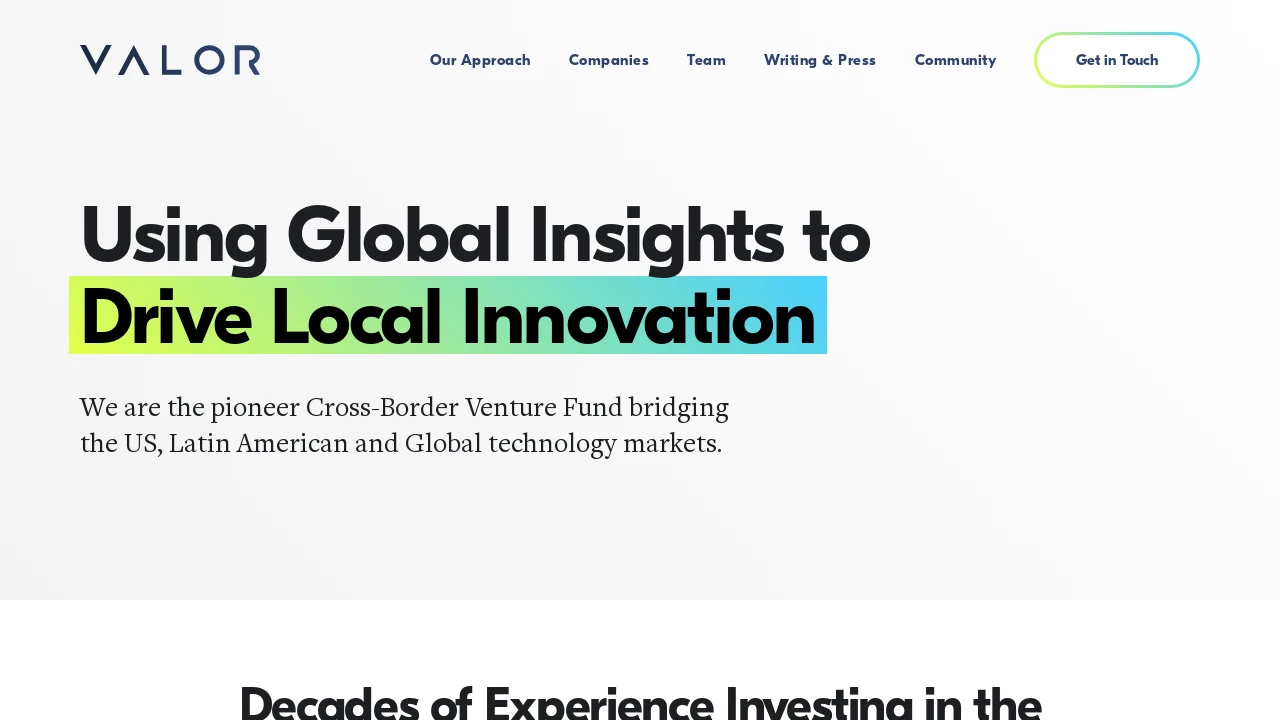 VALOR
Our Approach
Companies
Team
Writing & Press
Community
Get in Touch
Using Global Insights to
Drive Local Innovation
We are the pioneer Cross-Border Venture Fund bridging
the US, Latin American and Global technology markets.
Decades of Experience Investing in the